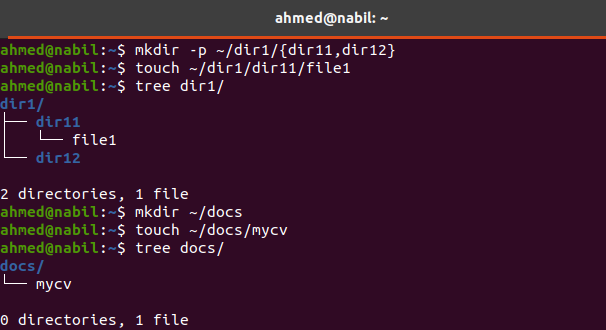 ahmed@nabil: ~
ahmed@nabil:~$ mkdir -p ~/dir1/{dir11,dir12}
ahmed@nabil:~$ touch ~/dir1/dir11/file1
ahmed@nabil:~$ tree dir1/
dir1/
├── dir11
│   └── file1
└── dir12
2 directories, 1 file
ahmed@nabil:~$ mkdir ~/docs
ahmed@nabil:~$ touch ~/docs/mycv
ahmed@nabil:~$ tree docs/
docs/
└── mycv
0 directories, 1 file